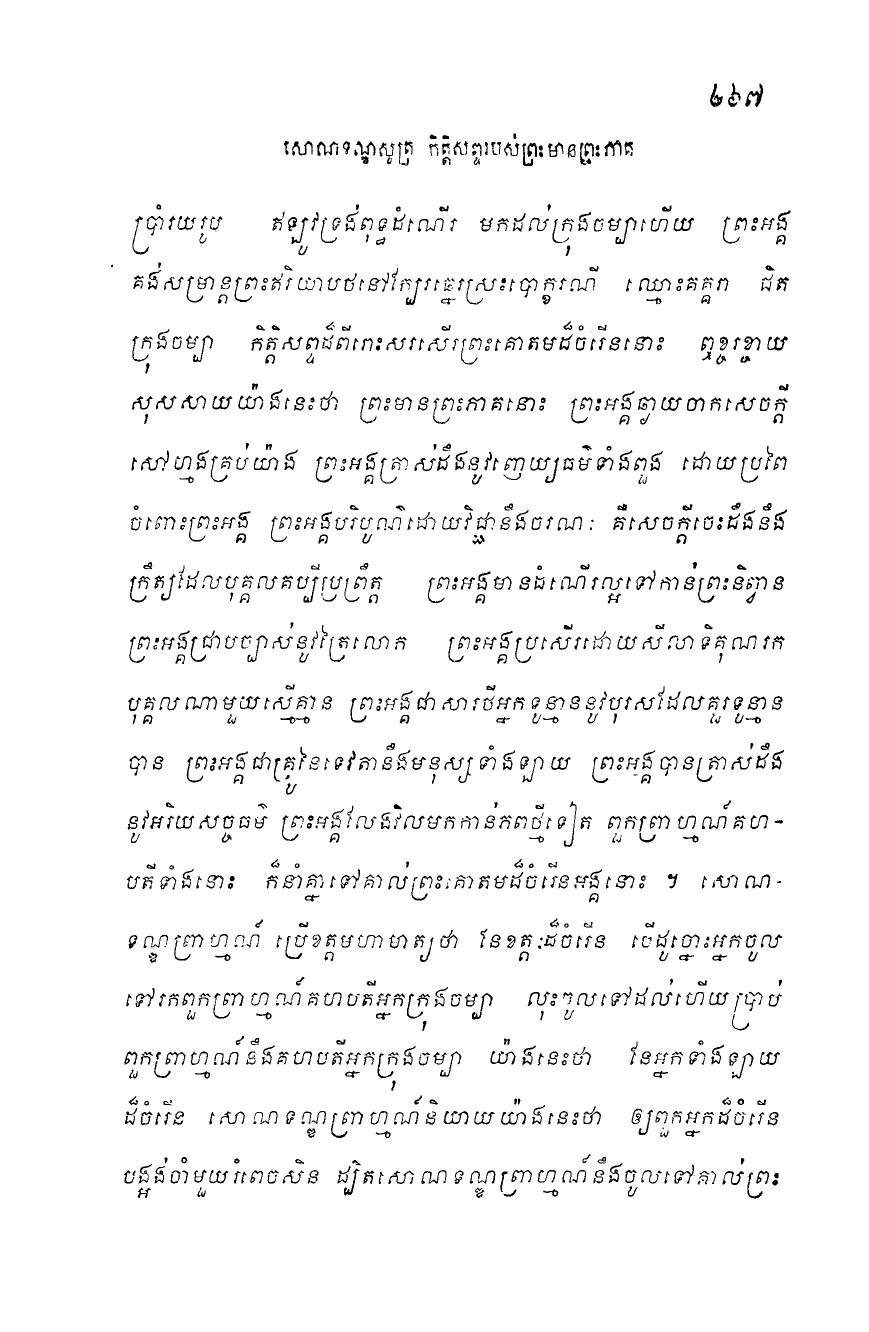 ២៦៧
សោណទណ្ឌសូត្រ កិត្តិសព្ទរបស់ព្រះមានព្រះភាគ
ប្រាំរយរូប ឥឡូវទ្រង់ពុទ្ធដំណើរ មកដល់ក្រុងចម្បាហើយ ព្រះអង្គ
គង់សម្រាន្តព្រះឥរិយាបថនៅក្បែរឆ្នេរស្រះបោក្ខរណី ឈ្មោះគគ្គរា ជិត
ក្រុងចម្បា កិត្តិសព្ទដ៏ពីរោះសរសើរព្រះគោតមដ៏ចំរើននោះ ឮខ្ចរខ្ចាយ
សុសសាយយ៉ាងនេះថា ព្រះមានព្រះភាគនោះ ព្រះអង្គឆ្ងាយចាកសេចក្តី
សៅហ្មងគ្រប់យ៉ាង ព្រះអង្គត្រាស់ដឹងនូវញេយ្យធម៌ទាំងពួង ដោយប្រពៃ
ចំពោះព្រះអង្គ ព្រះអង្គបរិបូណ៌ដោយវិជ្ជានឹងចរណៈ គឺសេចក្តីចេះដឹងនឹង
ក្រឹត្យដែលបុគ្គលគប្បីប្រព្រឹត្ត ព្រះអង្គមានដំណើរល្អទៅកាន់ព្រះនិព្វាន
ព្រះអង្គជ្រាបច្បាស់នូវត្រៃលោក ព្រះអង្គប្រសើរដោយសីលាទិគុណរក
បុគ្គលណាមួយស្មើគ្មាន ព្រះអង្គជាសារថីអ្នកទូន្មាននូវបុរសដែលគួរទូន្មាន
បាន ព្រះអង្គជាគ្រូនៃទេវតានឹងមនុស្សទាំងឡាយ ព្រះអង្គបានត្រាស់ដឹង
នូវអរិយសច្ចធម៌ ព្រះអង្គលែងវិលមកកាន់ភពថ្មីទៀត ពួកព្រាហ្មណ៍គហ-
បតីទាំងនោះ ក៏នាំគ្នាទៅគាល់ព្រះគោតមដ៏ចំរើនអង្គនោះ ។ សោណ-
ទណ្ឌព្រាហ្មណ៍ ប្រើខត្តមហាមាត្យថា នែខត្តៈដ៏ចំរើន បើដូច្នោះអ្នកចូល
ទៅរកពួកព្រាហ្មណ៍គហបតីអ្នកក្រុងចម្បា លុះចូលទៅដល់ហើយប្រាប់
ពួកព្រាហ្មណ៍នឹងគហបតីអ្នកក្រុងចម្បា យ៉ាងនេះថា នែអ្នកទាំងឡាយ
ដ៏ចំរើន សោណទណ្ឌព្រាហ្មណ៍និយាយយ៉ាងនេះថា ឲ្យពួកអ្នកដ៏ចំរើន
បង្អង់ចាំមួយរំពេចសិន ដ្បិតសោណទណ្ឌព្រាហ្មណ៍នឹងចូលទៅគាល់ព្រះ